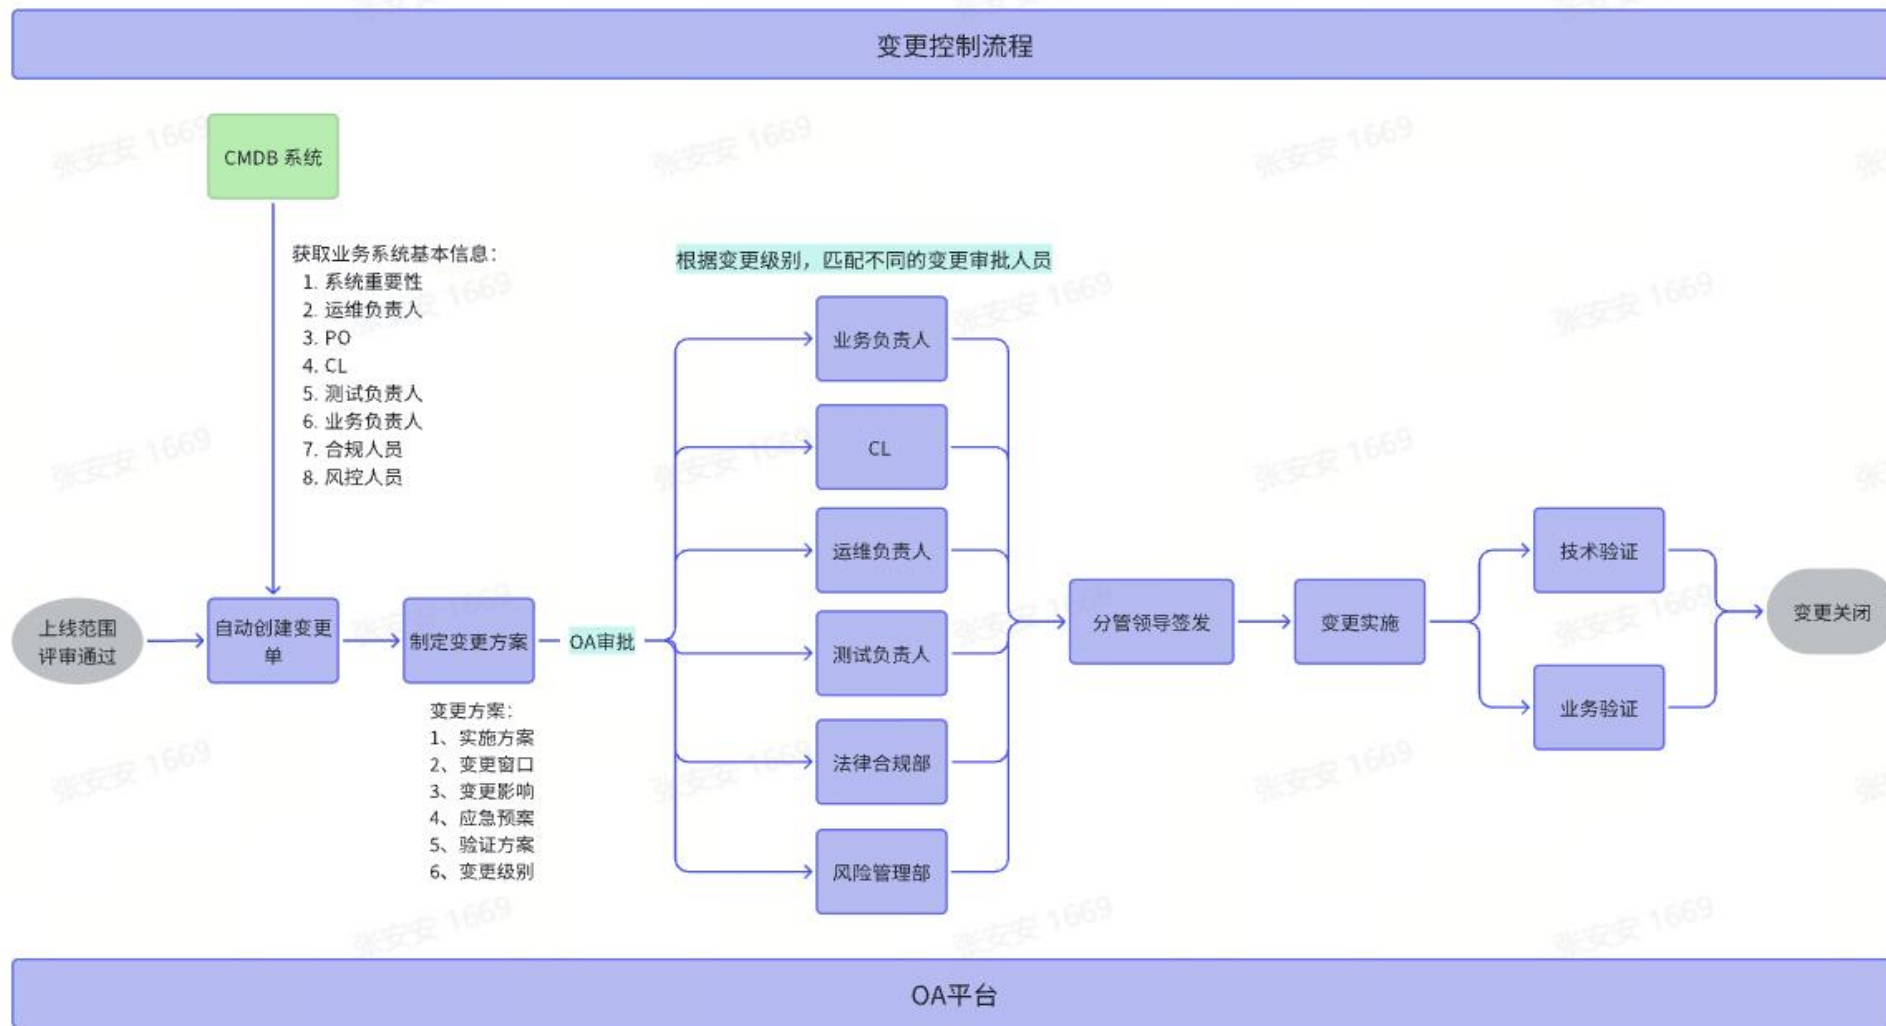 变更控制流程
CMDB 系统
获取业务系统基本信息：
1. 系统重要性
2. 运维负责人
3. PO
4. CL
5. 测试负责人
6. 业务负责人
7. 合规人员
8. 风控人员
根据变更级别，匹配不同的变更审批人员
上线范围
评审通过
自动创建变更
单
制定变更方案
变更方案：
1、实施方案
2、变更窗口
3、变更影响
4、应急预案
5、验证方案
6、变更级别
OA审批
业务负责人
CL
运维负责人
测试负责人
法律合规部
风险管理部
分管领导签发
变更实施
技术验证
业务验证
变更关闭
OA平台
张安安 1669